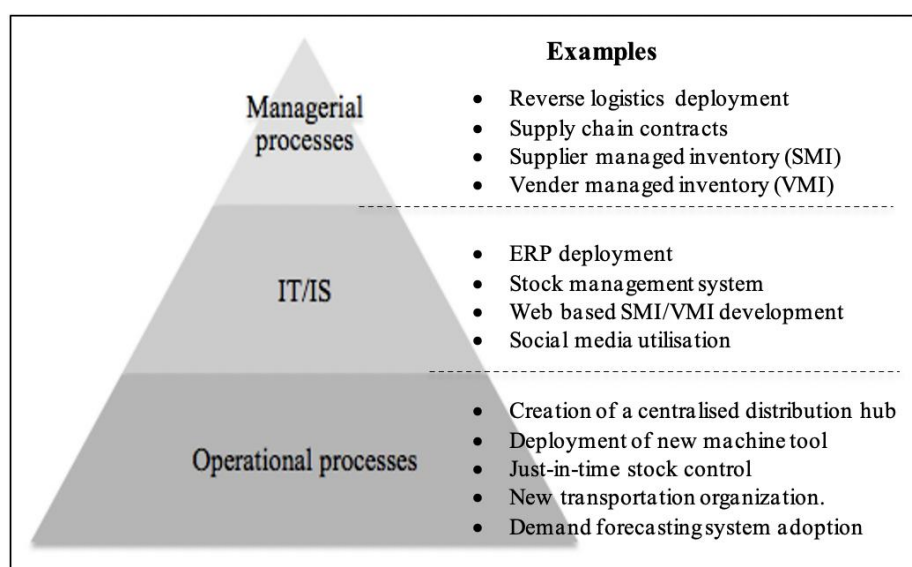 Examples
Managerial
processes
• Reverse logistics deployment
• Supply chain contracts
• Supplier managed inventory (SMI)
• Vender managed inventory (VMI)
IT/IS
• ERP deployment
• Stock management system
• Web based SMI/VMI development
• Social media utilisation
Operational processes
• Creation of a centralised distribution hub
• Deployment of new machine tool
• Just-in-time stock control
• New transportation organization.
• Demand forecasting system adoption